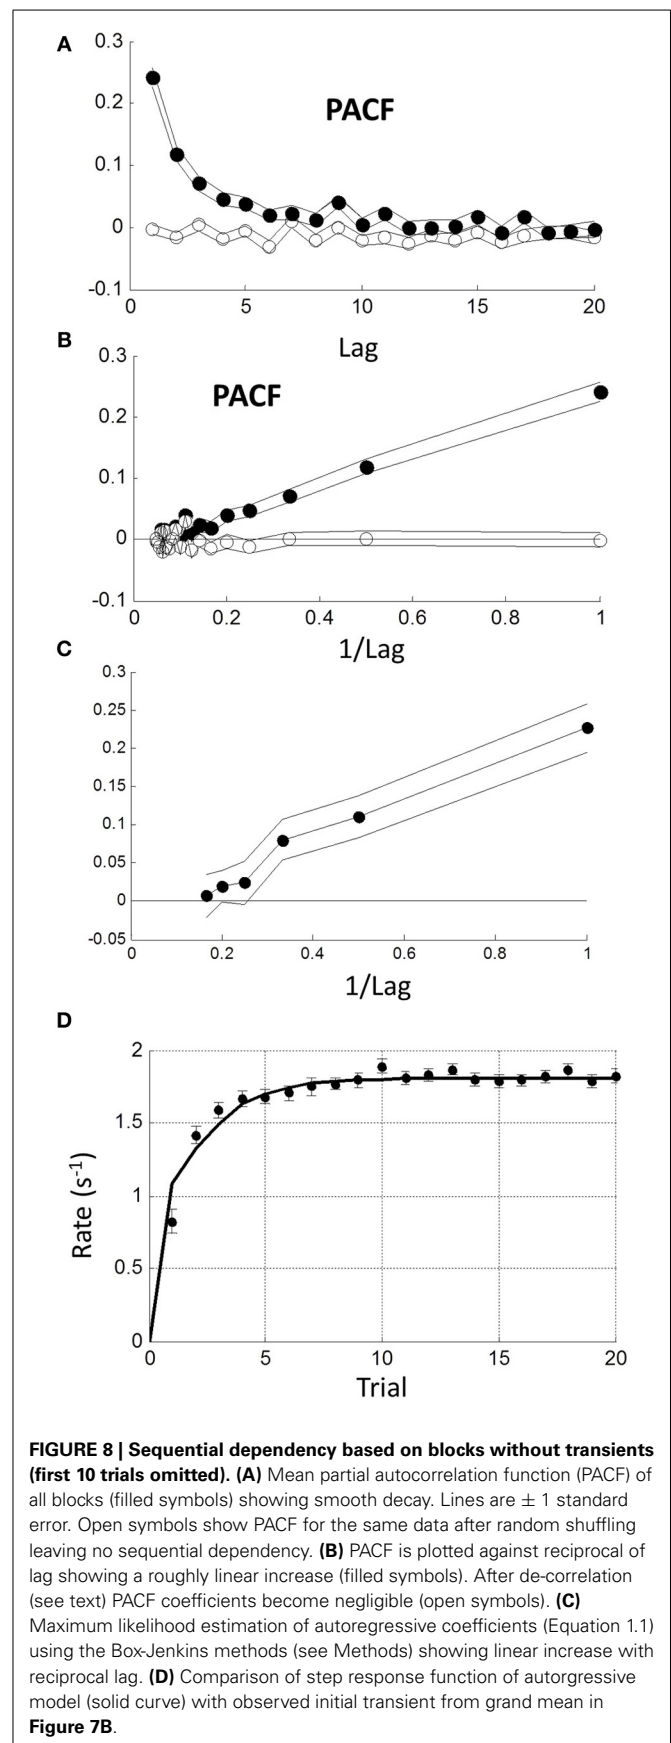 A
0.3
0.2
0.1
0
-0.1
PACF
0 5 10 15 20
Lag
B
0.3
0.2
0.1
0
-0.1
PACF
0 0.2 0.4 0.6 0.8 1
1/Lag
C
0.3
0.25
0.2
0.15
0.1
0.05
0
-0.05
0 0.2 0.4 0.6 0.8 1
1/Lag
D
2
1.5
1
0.5
0
Rate (s-1)
0 5 10 15 20
Trial
FIGURE 8 | Sequential dependency based on blocks without transients
(first 10 trials omitted). (A) Mean partial autocorrelation function (PACF) of
all blocks (filled symbols) showing smooth decay. Lines are ± 1 standard
error. Open symbols show PACF for the same data after random shuffling
leaving no sequential dependency. (B) PACF is plotted against reciprocal of
lag showing a roughly linear increase (filled symbols). After de-correlation
(see text) PACF coefficients become negligible (open symbols). (C)
Maximum likelihood estimation of autoregressive coefficients (Equation 1.1)
using the Box-Jenkins methods (see Methods) showing linear increase with
reciprocal lag. (D) Comparison of step response function of autorgressive
model (solid curve) with observed initial transient from grand mean in
Figure 7B.